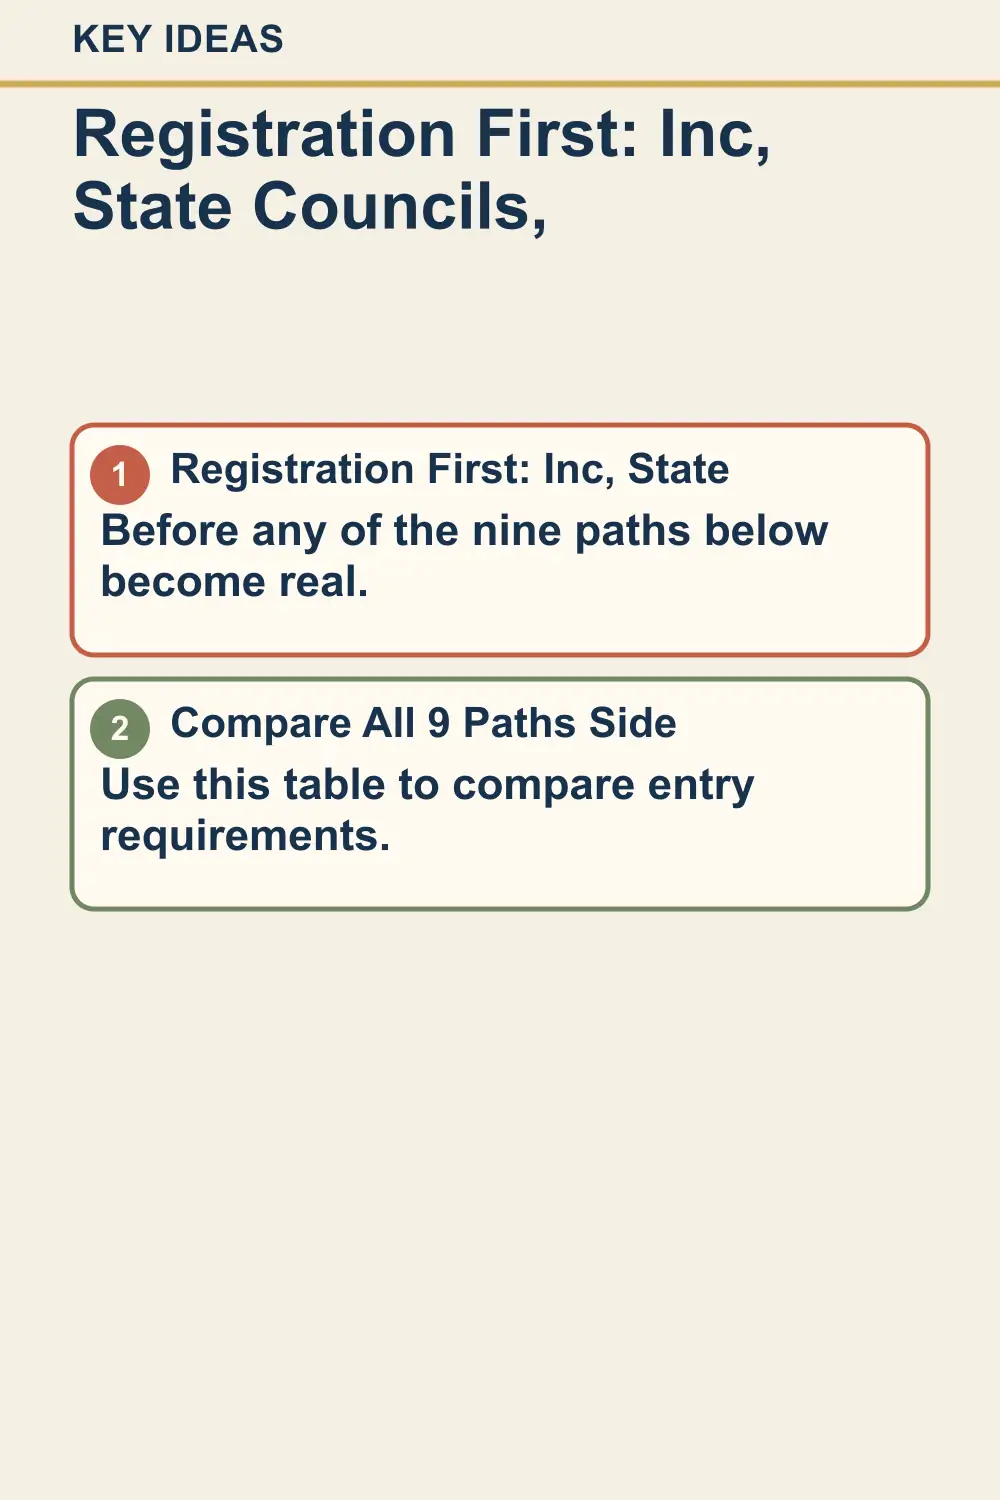 KEY IDEAS
Registration First: Inc,
State Councils,
1 Registration First: Inc, State
Before any of the nine paths below
become real.
2 Compare All 9 Paths Side
Use this table to compare entry
requirements.